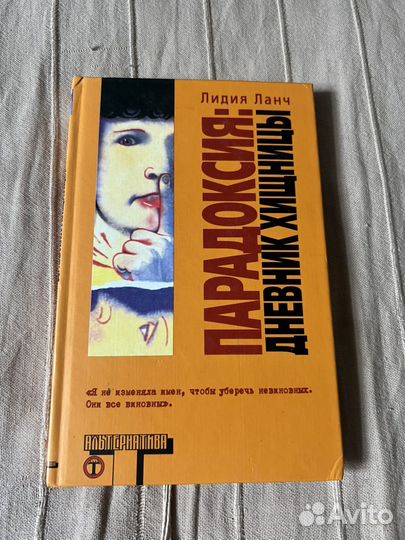 Лидия Ланч
ПАРАДОКСИЯ:
ДНЕВНИК ХИЩНИЦЫ
«Я не изменяла имен, чтобы уберечь невиновных.
Они все виновны».
АЛЬТЕРНАТИВА
Avito